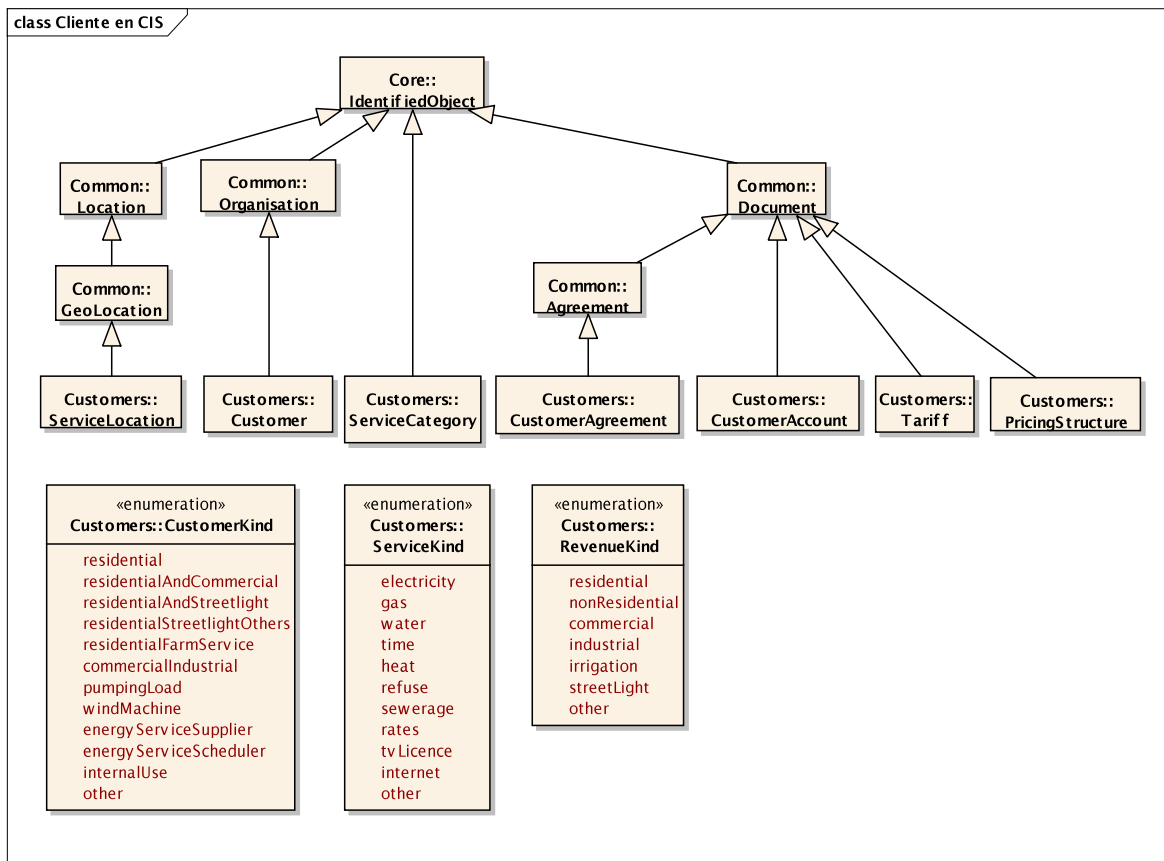 class Cliente en CIS
Core::
IdentifiedObject
Common::
Location
Common::
Organisation
Common::
Document
Common::
GeoLocation
Common::
Agreement
Customers::
ServiceLocation
Customers::
Customer
Customers::
ServiceCategory
Customers::
CustomerAgreement
Customers::
CustomerAccount
Customers::
Tariff
Customers::
PricingStructure
«enumeration»
Customers::CustomerKind
residential
residentialAndCommercial
residentialAndStreetlight
residentialStreetlightOthers
residentialFarmService
commercialIndustrial
pumpingLoad
windMachine
energyServiceSupplier
energyServiceScheduler
internalUse
other
«enumeration»
Customers::
ServiceKind
electricity
gas
water
time
heat
refuse
sewerage
rates
tvLicence
internet
other
«enumeration»
Customers::
RevenueKind
residential
nonResidential
commercial
industrial
irrigation
streetLight
other